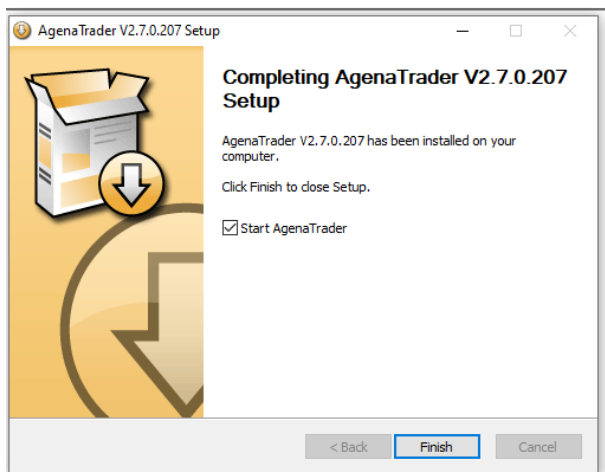 AgenaTrader V2.7.0.207 Setup
Completing AgenaTrader V2.7.0.207
Setup
AgenaTrader V2.7.0.207 has been installed on your
computer.
Click Finish to close Setup.
Start AgenaTrader
< Back Finish Cancel